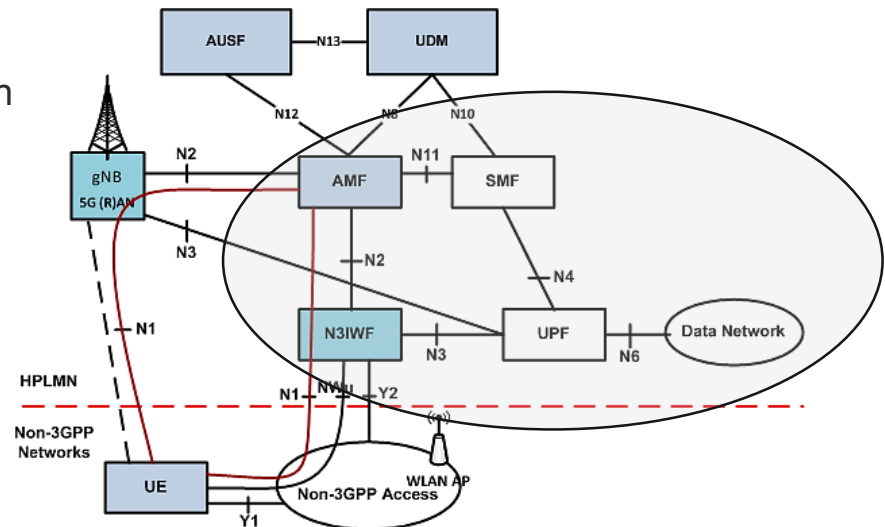 AUSF
N13
UDM
n
N12
N8
N10
N2
gNB
5G (R)AN
AMF
N11
SMF
N3
N2
N4
N1
N3IWF
N3
UPF
N6
Data Network
HPLMN
N1
NWu
Y2
Non-3GPP
Networks
UE
WLAN AP
Non-3GPP Access
Y1